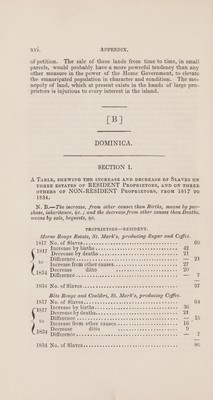 xvi. APPENDIX.
of petition. The sale of these lands from time to time, in small
parcels, would probably have a more powerful tendency than any
other measure in the power of the Home Government, to elevate
the emancipated population in character and condition. The mo-
nopoly of land, which at present exists in the hands of large pro-
prietors is injurious to every interest in the island.
[B]
DOMINICA.
SECTION I.
A TABLE, SHEWING THE INCREASE AND DECREASE OF SLAVES ON
THREE ESTATES OF RESIDENT PROPRIETORS, AND ON THREE
OTHERS OF NON-RESIDENT PROPRIETORS, FROM 1817 TO
1834.
N. B.—The increase, from other causes than Births, means by pur-
chase, inheritance, &c.; and the decrease from other causes than Deaths,
means by sale, bequests, &c.
PROPRIETORS—RESIDENT.
Morne Rouge Estate, St. Mark's, producing Sugar and Coffee.
1817 No. of Slaves 69
1817 Increase by births 42
Decrease by deaths 21
Difference — 21
to Increase from other causes 27
1834 Decrease ditto 20
Difference — 7
1834 No. of Slaves 97
Bois Rouge and Coulibri, St. Mark's, producing Coffee.
1817 No. of Slaves 64
1817 Increase by births 36
Decrease by deaths 21
Difference — 15
to Increase from other causes 16
1834 Decrease ditto 9
Difference — 7
1834 No. of Slaves 86